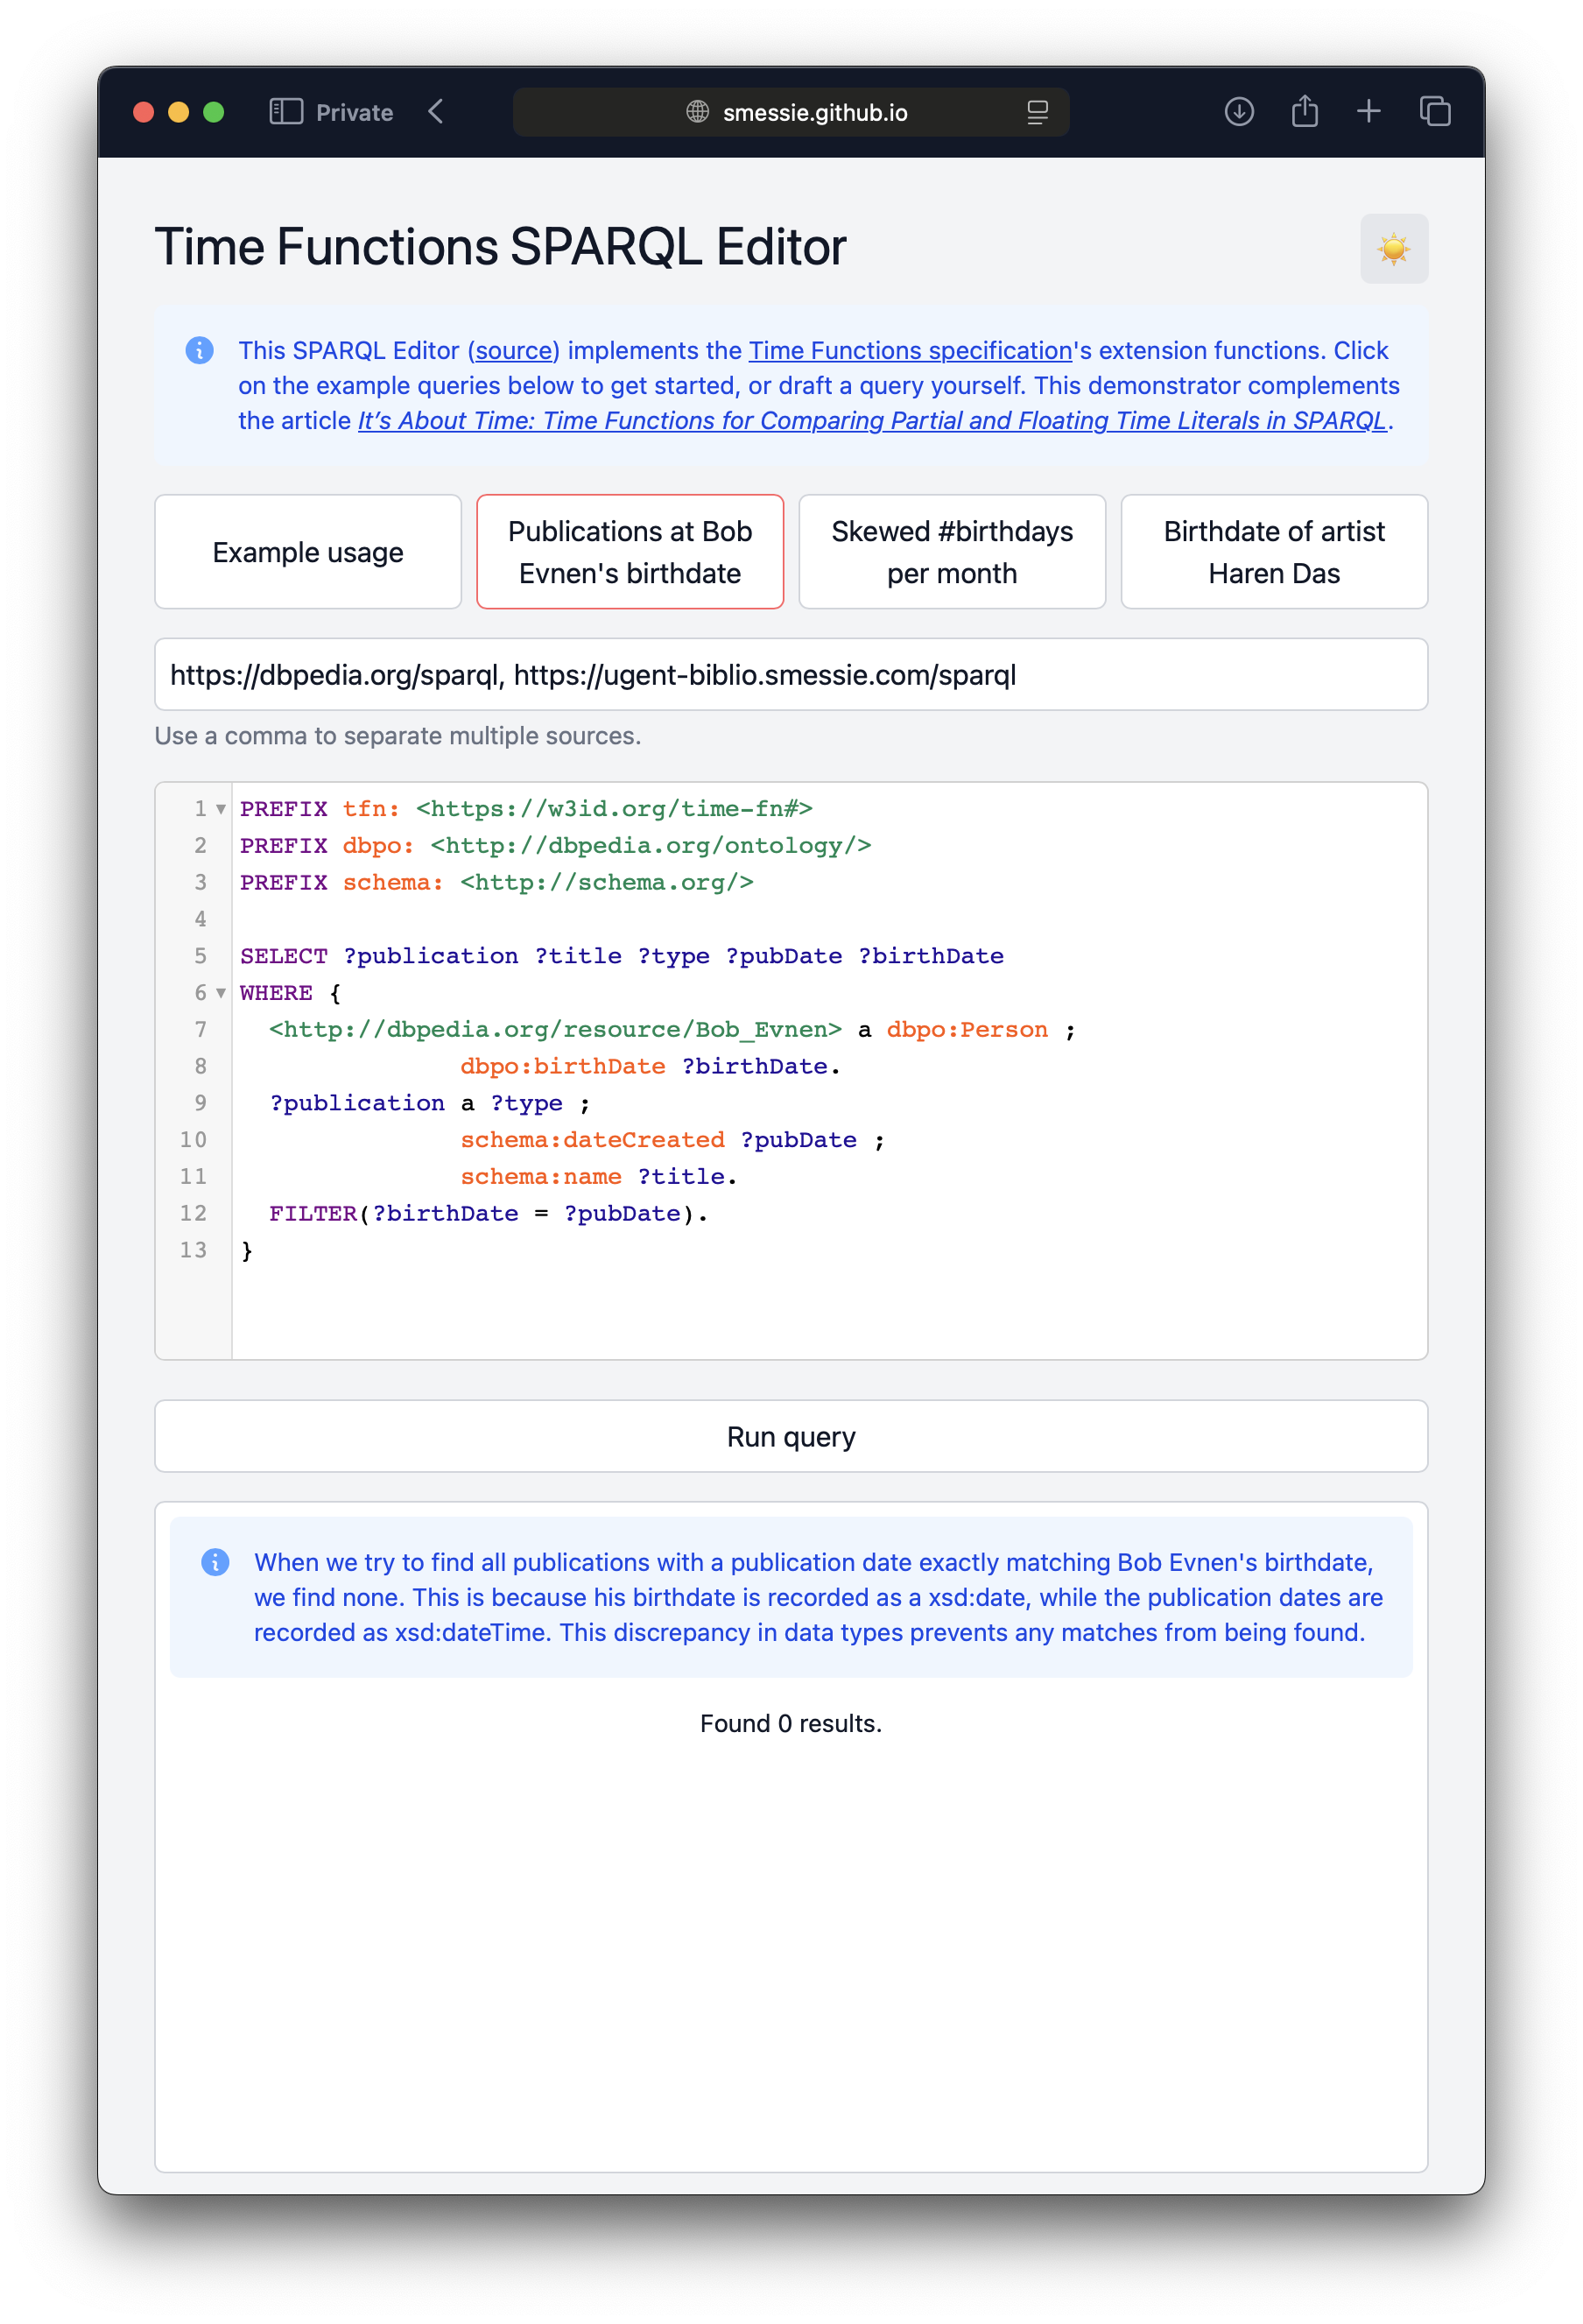 Private
smessie.github.io
Time Functions SPARQL Editor
This SPARQL Editor (source) implements the Time Functions specification's extension functions. Click
on the example queries below to get started, or draft a query yourself. This demonstrator complements
the article It’s About Time: Time Functions for Comparing Partial and Floating Time Literals in SPARQL.
Example usage
Publications at Bob
Evnen's birthdate
Skewed #birthdays
per month
Birthdate of artist
Haren Das
https://dbpedia.org/sparql, https://ugent-biblio.smessie.com/sparql
Use a comma to separate multiple sources.
1 PREFIX tfn: <https://w3id.org/time-fn#>
2 PREFIX dbpo: <http://dbpedia.org/ontology/>
3 PREFIX schema: <http://schema.org/>
4
5 SELECT ?publication ?title ?type ?pubDate ?birthDate
6 WHERE {
7 <http://dbpedia.org/resource/Bob_Evnen> a dbpo:Person ;
8 dbpo:birthDate ?birthDate.
9 ?publication a ?type ;
10 schema:dateCreated ?pubDate ;
11 schema:name ?title.
12 FILTER(?birthDate = ?pubDate).
13 }
Run query
When we try to find all publications with a publication date exactly matching Bob Evnen's birthdate,
we find none. This is because his birthdate is recorded as a xsd:date, while the publication dates are
recorded as xsd:dateTime. This discrepancy in data types prevents any matches from being found.
Found 0 results.